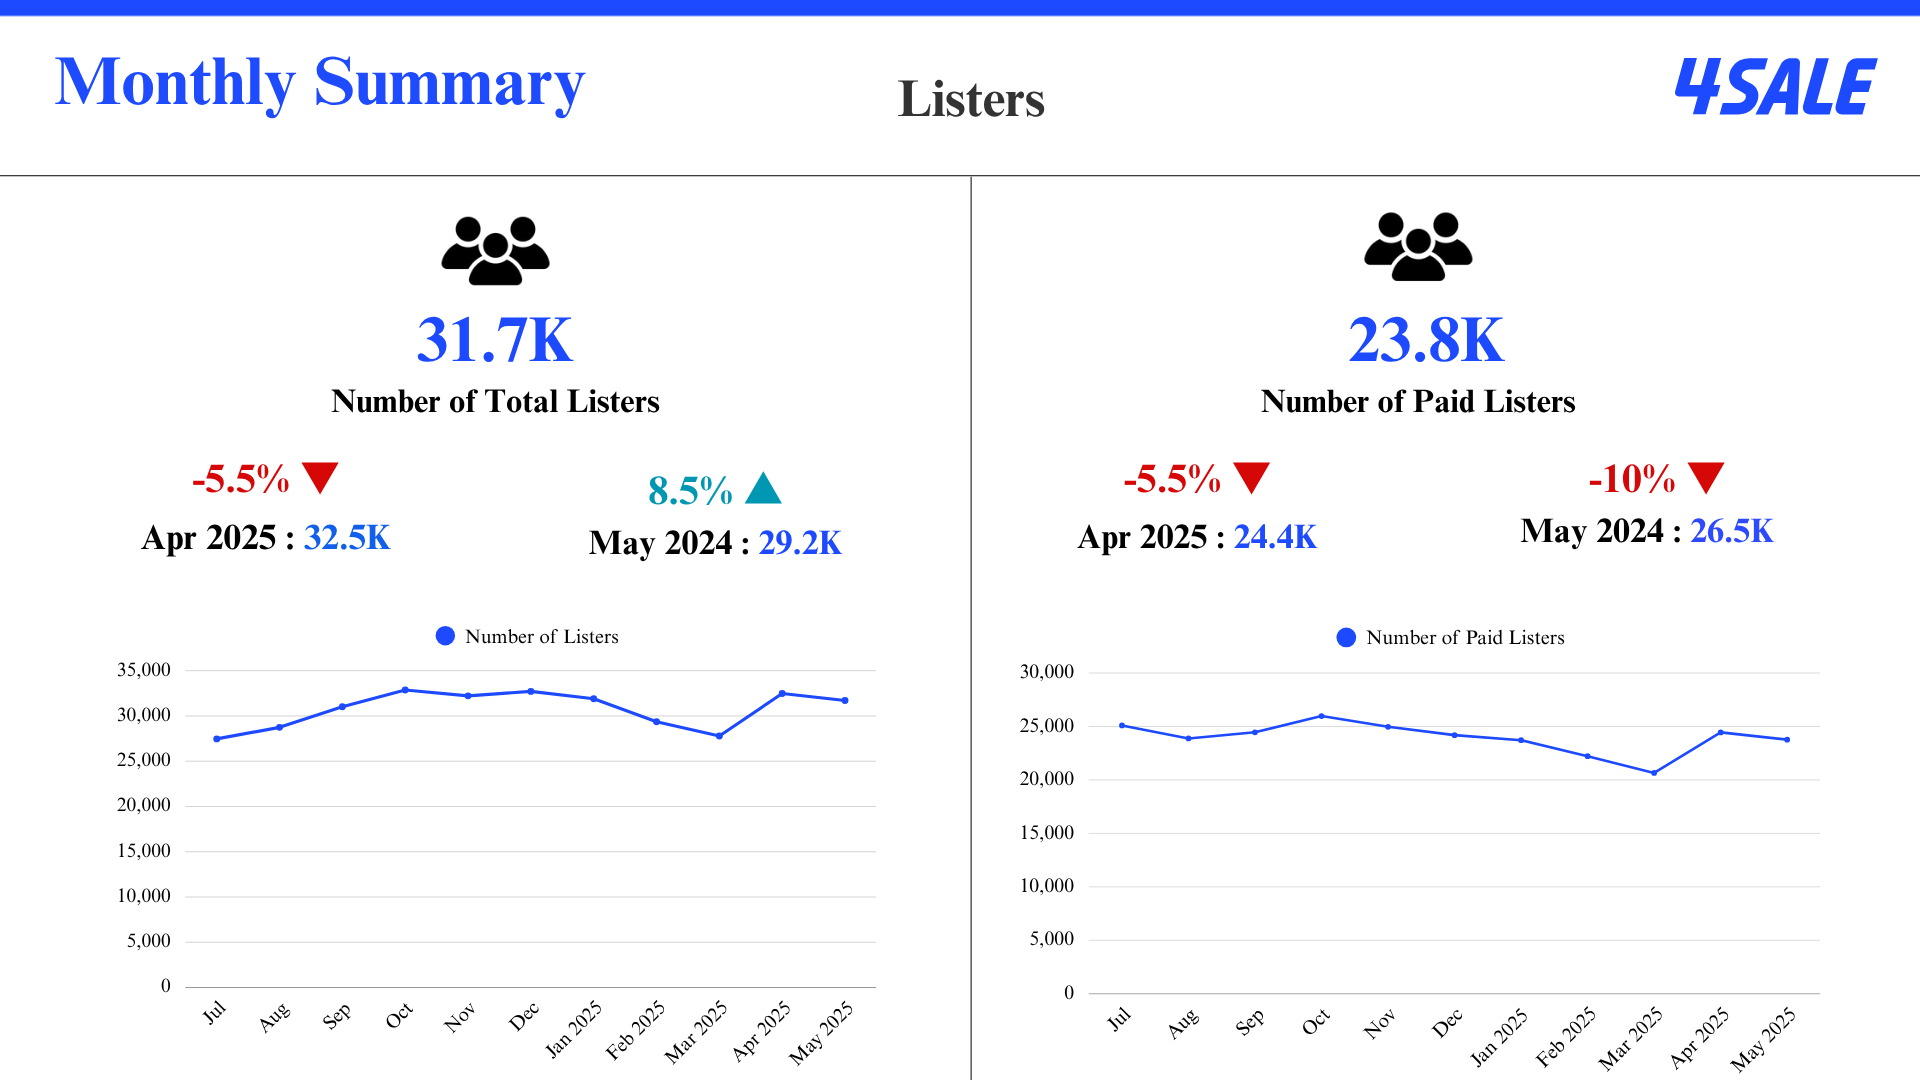 Monthly Summary
Listers
4SALE
31.7K
Number of Total Listers
-5.5%
Apr 2025 : 32.5K
8.5%
May 2024 : 29.2K
Number of Listers
35,000
30,000
25,000
20,000
15,000
10,000
5,000
0
Jul Aug Sep Oct Nov Dec Jan 2025 Feb 2025 Mar 2025 Apr 2025 May 2025
23.8K
Number of Paid Listers
-5.5%
Apr 2025 : 24.4K
-10%
May 2024 : 26.5K
Number of Paid Listers
30,000
25,000
20,000
15,000
10,000
5,000
0
Jul Aug Sep Oct Nov Dec Jan 2025 Feb 2025 Mar 2025 Apr 2025 May 2025